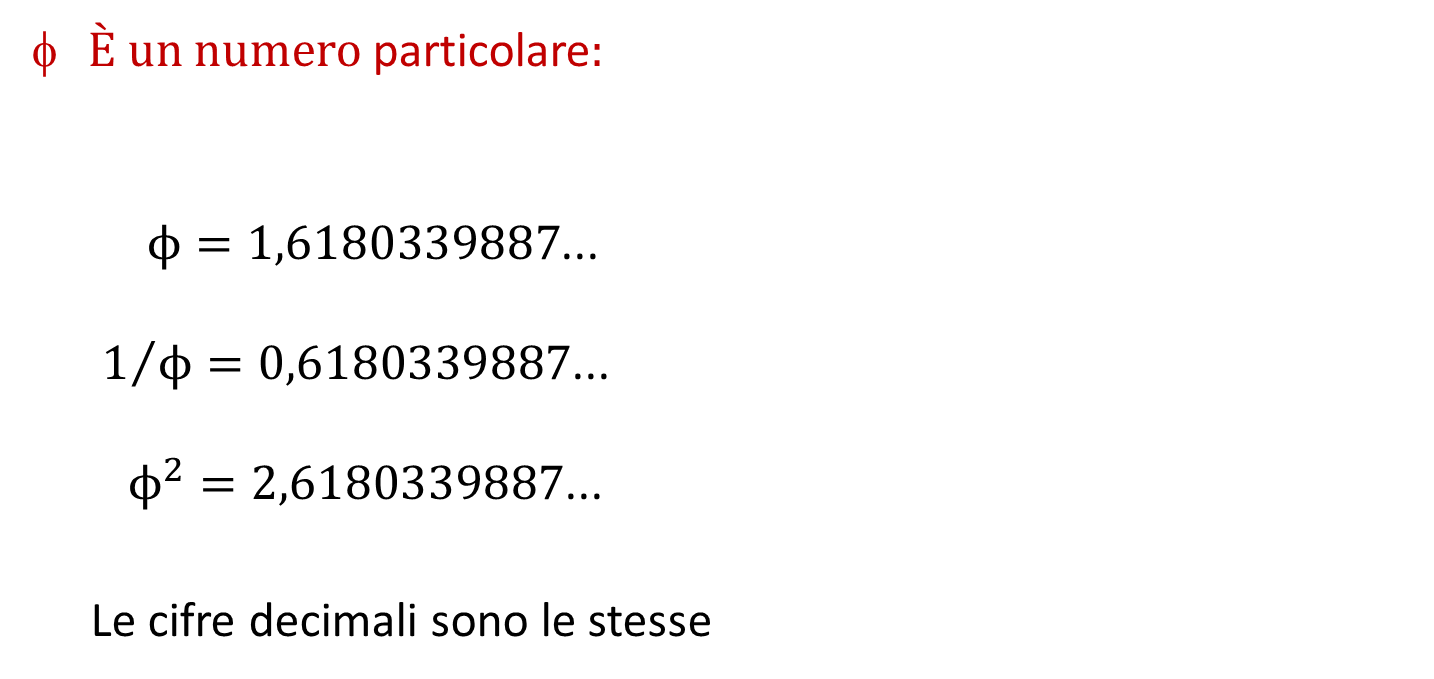 ϕ È un numero particolare:
ϕ = 1,6180339887…
1/ϕ = 0,6180339887…
ϕ² = 2,6180339887…
Le cifre decimali sono le stesse